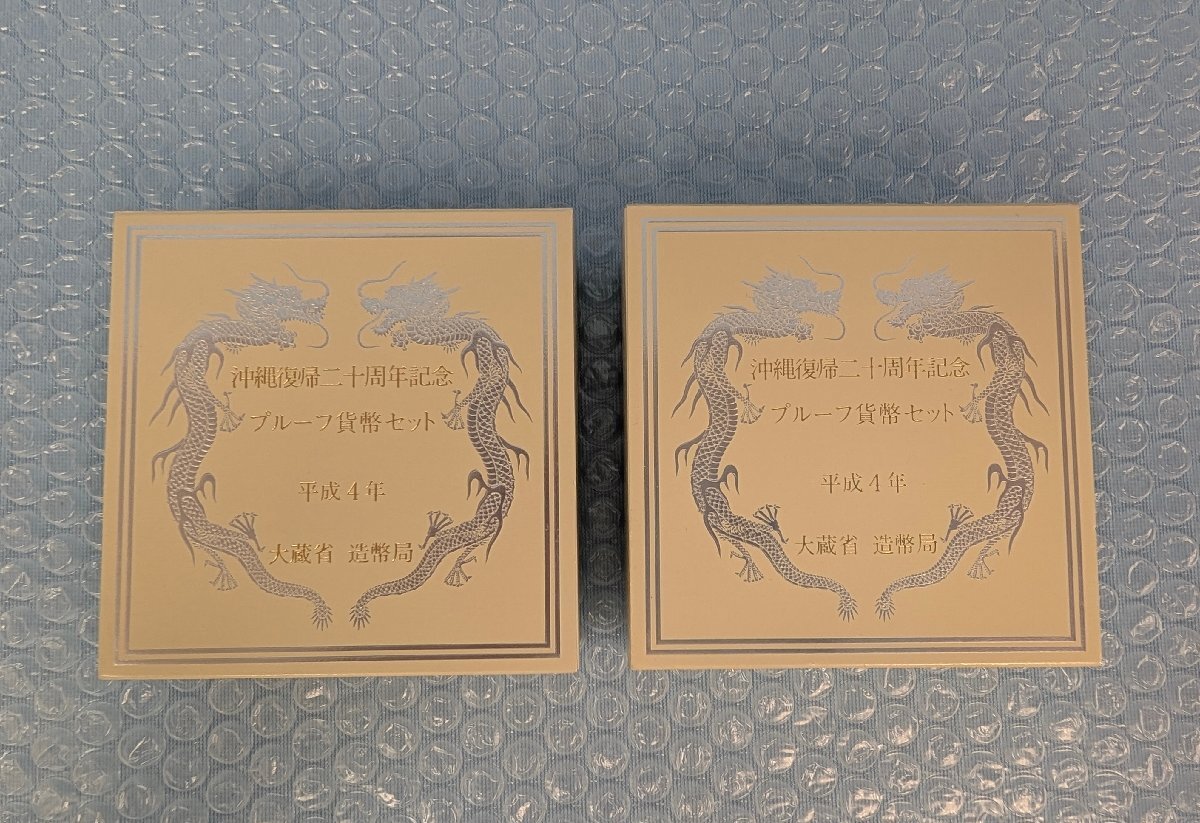 沖縄復帰二十周年記念
プルーフ貨幣セット
平成4年
大蔵省 造幣局
沖縄復帰二十周年記念
プルーフ貨幣セット
平成4年
大蔵省 造幣局